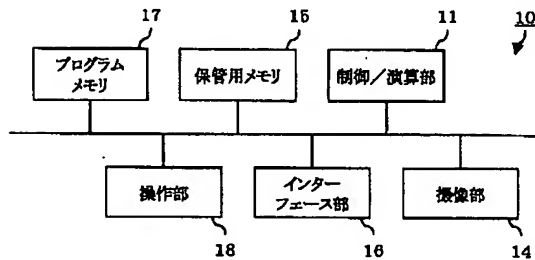 17
15
11
10
プログラム
メモリ
保管用メモリ
制御／演算部
操作部
インター
フェース部
撮像部
18
16
14